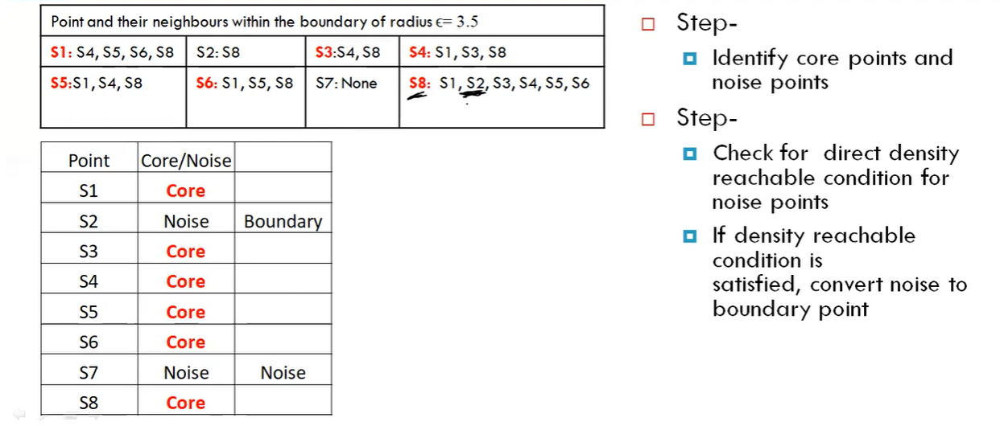 Point and their neighbours within the boundary of radius ϵ= 3.5
S1: S4, S5, S6, S8
S2: S8
S3:S4, S8
S4: S1, S3, S8
S5:S1, S4, S8
S6: S1, S5, S8
S7: None
S8: S1, S2, S3, S4, S5, S6
Point Core/Noise
S1 Core
S2 Noise Boundary
S3 Core
S4 Core
S5 Core
S6 Core
S7 Noise Noise
S8 Core
Step-
Identify core points and
noise points
Step-
Check for direct density
reachable condition for
noise points
If density reachable
condition is
satisfied, convert noise to
boundary point